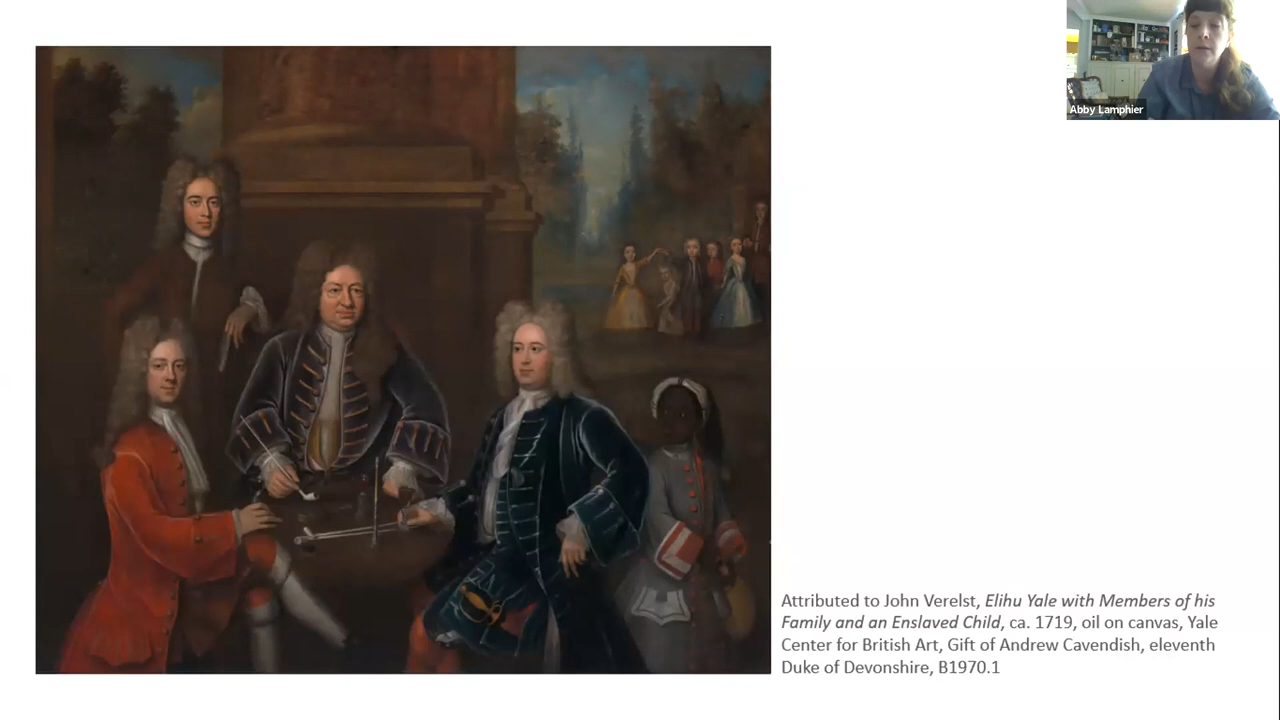 Abby Lamphier
Attributed to John Verelst, Elihu Yale with Members of his
Family and an Enslaved Child, ca. 1719, oil on canvas, Yale
Center for British Art, Gift of Andrew Cavendish, eleventh
Duke of Devonshire, B1970.1